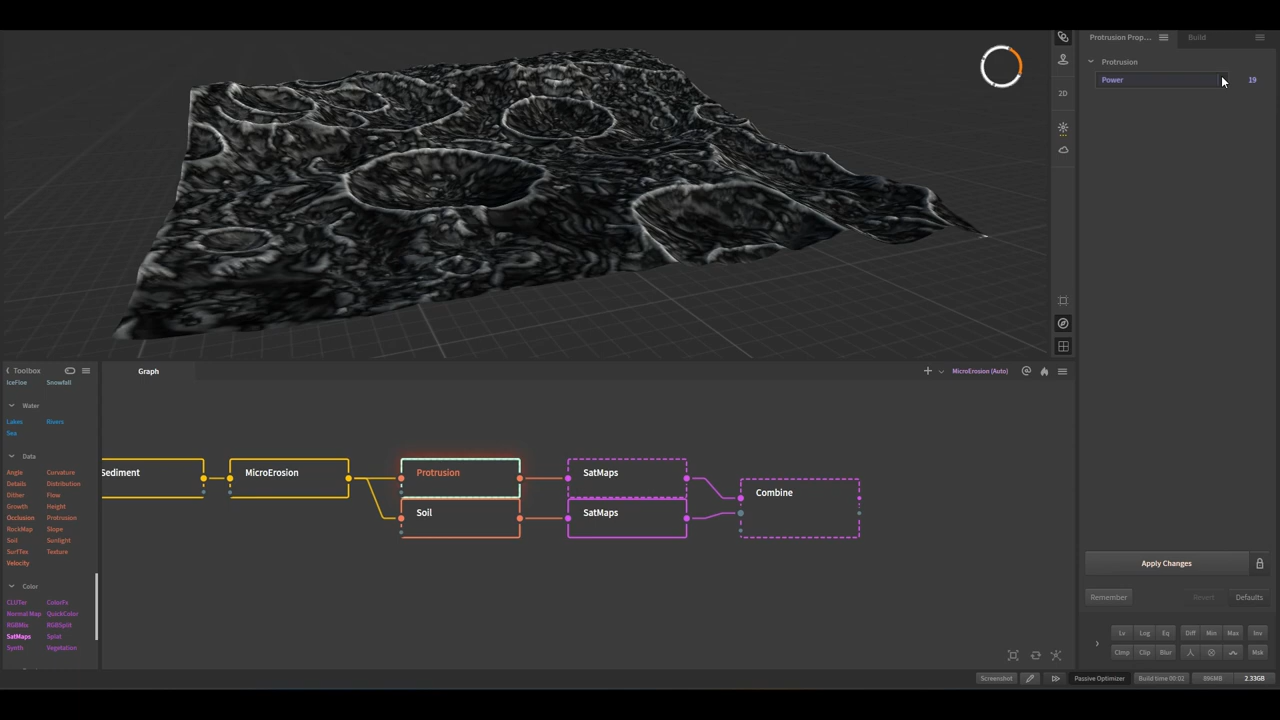 Protrusion Prop...
Build
Protrusion
Power 19
2D
Toolbox
Graph
MicroErosion (Auto)
IceFloe Snowfall
Water
Lakes Rivers
Sea
Data
Angle Curvature
Details Distribution
Dither Flow
Growth Height
Occlusion Protrusion
RockMap Slope
Soil Sunlight
SurfTex Texture
Velocity
Color
CLUTer ColorFx
Normal Map QuickColor
RGBMix RGBSplit
SatMaps Splat
Synth Vegetation
Sediment
MicroErosion
Protrusion
SatMaps
Combine
Soil
SatMaps
Apply Changes
Remember Revert Defaults
Lv Log Eq Diff Min Max Inv
Clmp Clip Blur Msk
Screenshot
Passive Optimizer
Build time 00:02
896MB
2.33GB